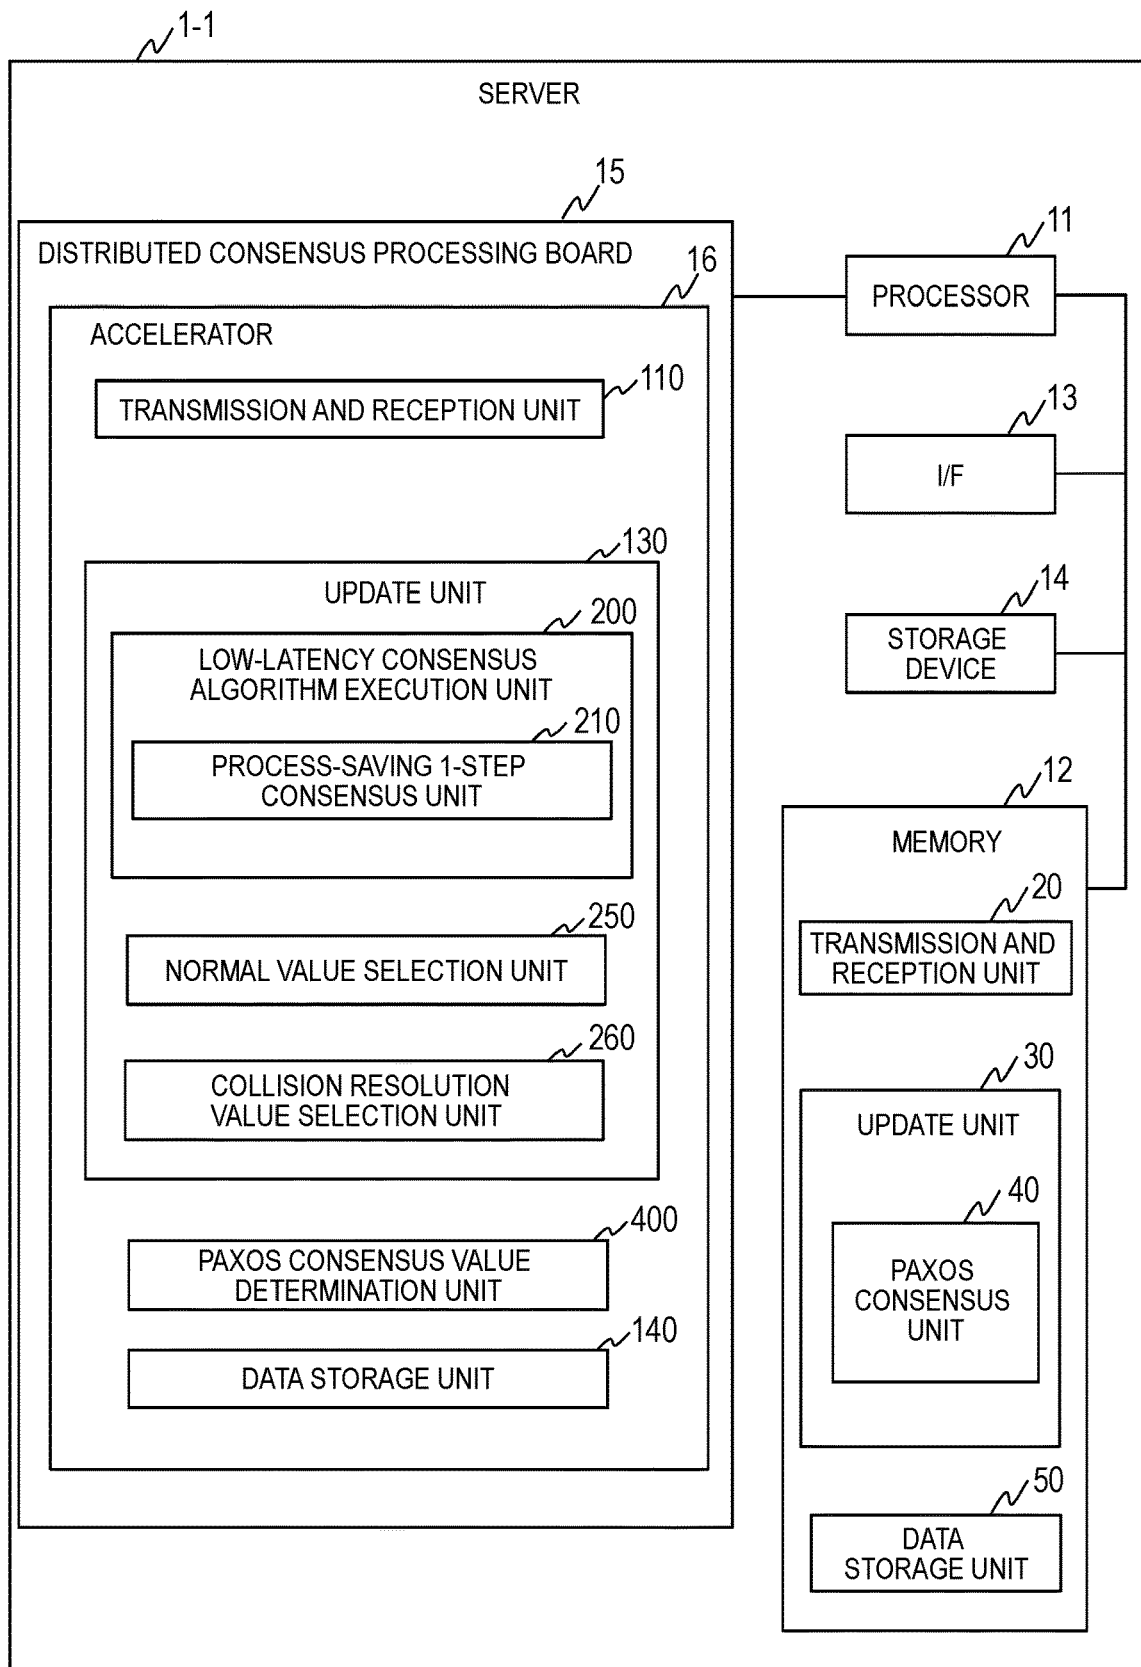 1-1
SERVER
15
DISTRIBUTED CONSENSUS PROCESSING BOARD
16
ACCELERATOR
110
TRANSMISSION AND RECEPTION UNIT
130
UPDATE UNIT
200
LOW-LATENCY CONSENSUS
ALGORITHM EXECUTION UNIT
210
PROCESS-SAVING 1-STEP
CONSENSUS UNIT
250
NORMAL VALUE SELECTION UNIT
260
COLLISION RESOLUTION
VALUE SELECTION UNIT
400
PAXOS CONSENSUS VALUE
DETERMINATION UNIT
140
DATA STORAGE UNIT
11
PROCESSOR
13
I/F
14
STORAGE
DEVICE
12
MEMORY
20
TRANSMISSION AND
RECEPTION UNIT
30
UPDATE UNIT
40
PAXOS
CONSENSUS
UNIT
50
DATA
STORAGE UNIT